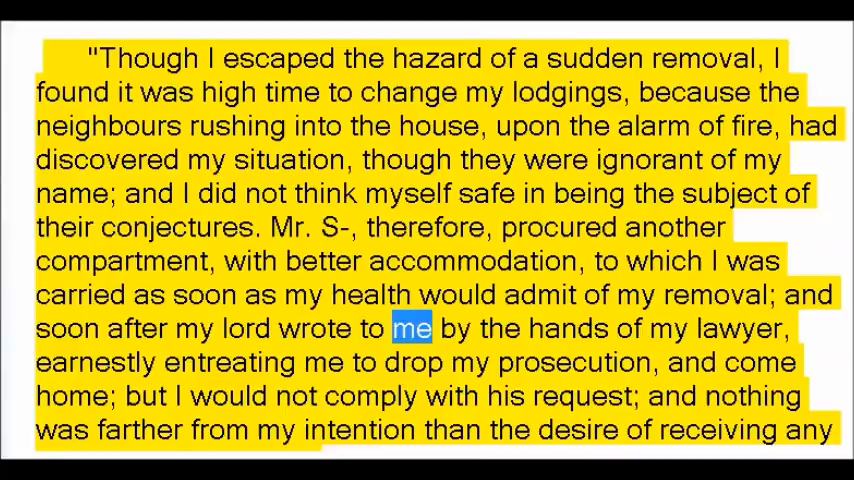 "Though I escaped the hazard of a sudden removal, I
found it was high time to change my lodgings, because the
neighbours rushing into the house, upon the alarm of fire, had
discovered my situation, though they were ignorant of my
name; and I did not think myself safe in being the subject of
their conjectures. Mr. S-, therefore, procured another
compartment, with better accommodation, to which I was
carried as soon as my health would admit of my removal; and
soon after my lord wrote to me by the hands of my lawyer,
earnestly entreating me to drop my prosecution, and come
home; but I would not comply with his request; and nothing
was farther from my intention than the desire of receiving any